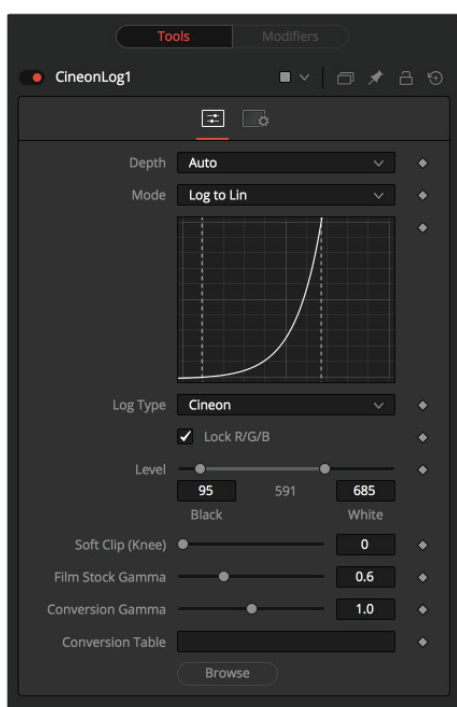 Tools Modifiers
CineonLog1
Depth Auto
Mode Log to Lin
Log Type Cineon
Lock R/G/B
Level
95 591 685
Black White
Soft Clip (Knee) 0
Film Stock Gamma 0.6
Conversion Gamma 1.0
Conversion Table
Browse